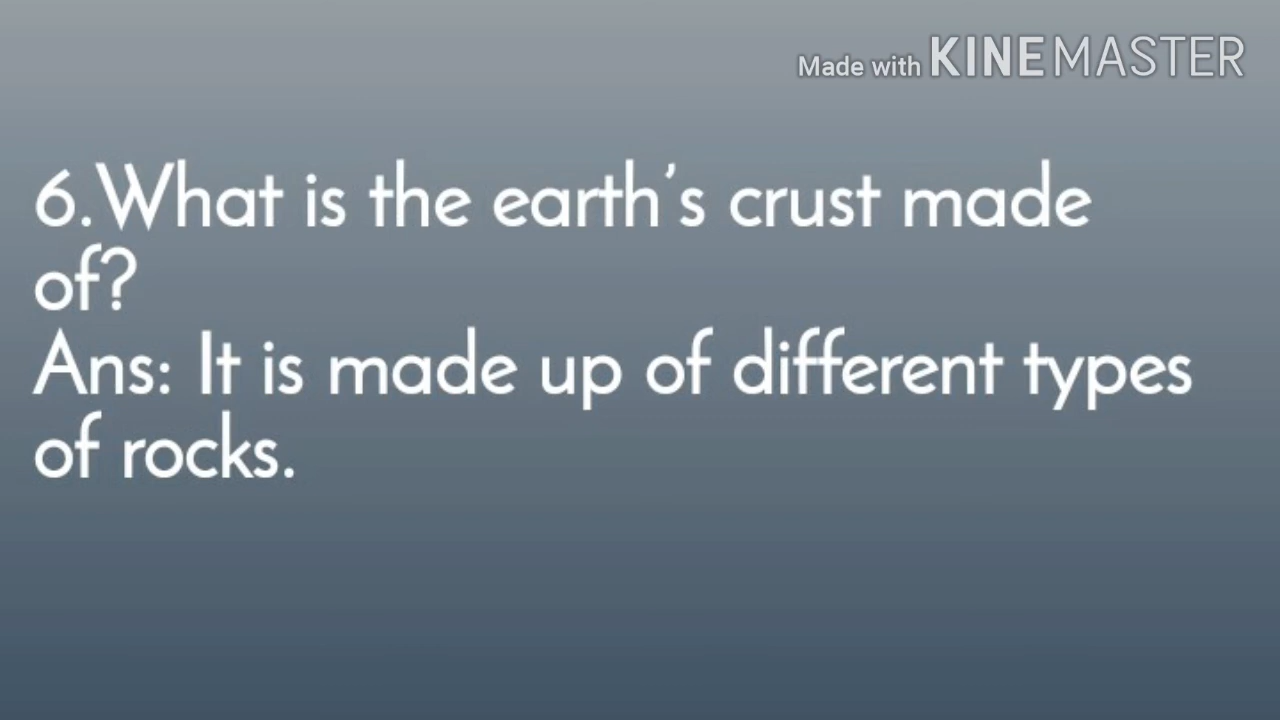 Made with KINEMASTER
6.What is the earth's crust made
of?
Ans: It is made up of different types
of rocks.